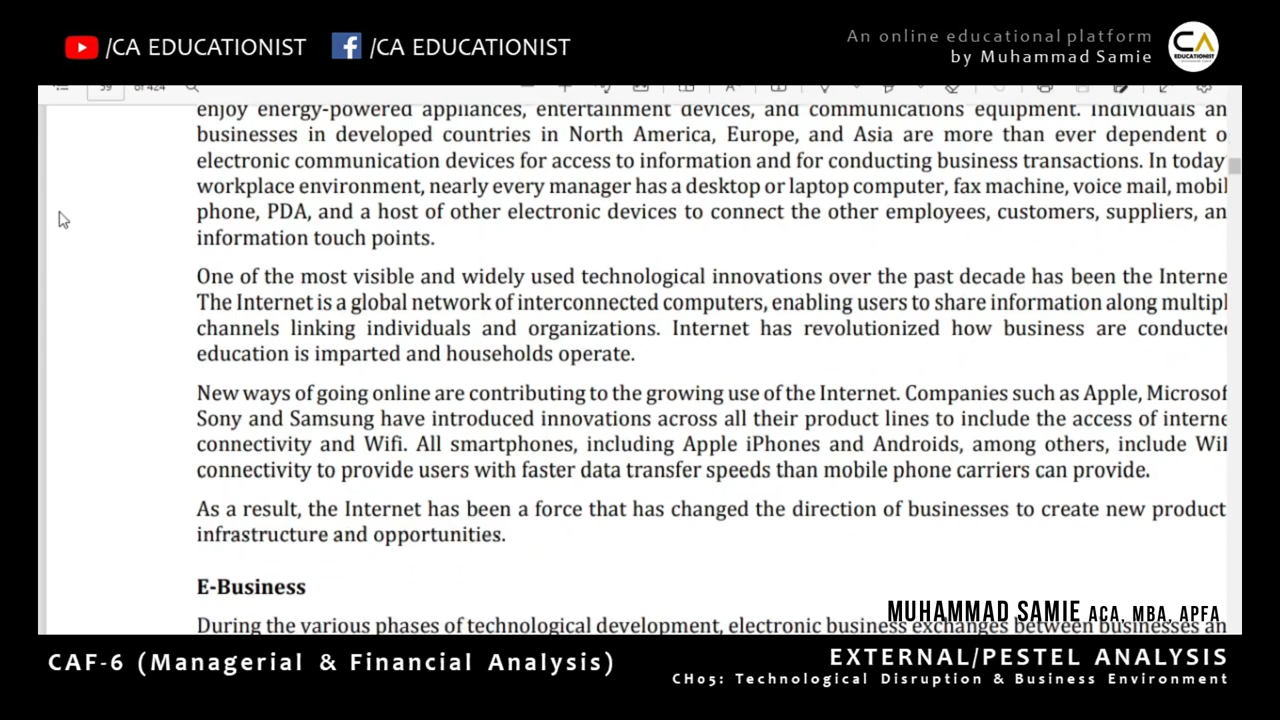 /CA EDUCATIONIST /CA EDUCATIONIST
An online educational platform
by Muhammad Samie
CA
EDUCATIONIST
39 of 424
enjoy energy-powered appliances, entertainment devices, and communications equipment. Individuals an
businesses in developed countries in North America, Europe, and Asia are more than ever dependent o
electronic communication devices for access to information and for conducting business transactions. In today'
workplace environment, nearly every manager has a desktop or laptop computer, fax machine, voice mail, mobil
phone, PDA, and a host of other electronic devices to connect the other employees, customers, suppliers, an
information touch points.
One of the most visible and widely used technological innovations over the past decade has been the Interne
The Internet is a global network of interconnected computers, enabling users to share information along multipl
channels linking individuals and organizations. Internet has revolutionized how business are conducte
education is imparted and households operate.
New ways of going online are contributing to the growing use of the Internet. Companies such as Apple, Microsof
Sony and Samsung have introduced innovations across all their product lines to include the access of interne
connectivity and Wifi. All smartphones, including Apple iPhones and Androids, among others, include Wi
connectivity to provide users with faster data transfer speeds than mobile phone carriers can provide.
As a result, the Internet has been a force that has changed the direction of businesses to create new product
infrastructure and opportunities.
E-Business
During the various phases of technological development, electronic business exchanges between businesses an
MUHAMMAD SAMIE ACA, MBA, APFA
CAF-6 (Managerial & Financial Analysis)
EXTERNAL/PESTEL ANALYSIS
CH05: Technological Disruption & Business Environment